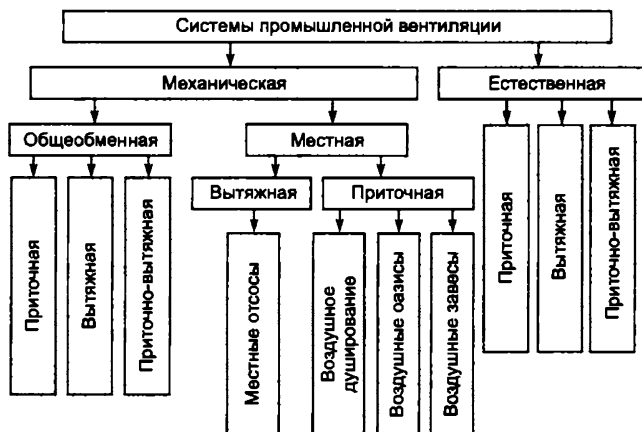 Системы промышленной вентиляции
Механическая
Естественная
Общеобменная
Местная
Вытяжная
Приточная
Приточная
Вытяжная
Приточно-вытяжная
Местные отсосы
Воздушное
душирование
Воздушные оазисы
Воздушные завесы
Приточная
Вытяжная
Приточно-вытяжная